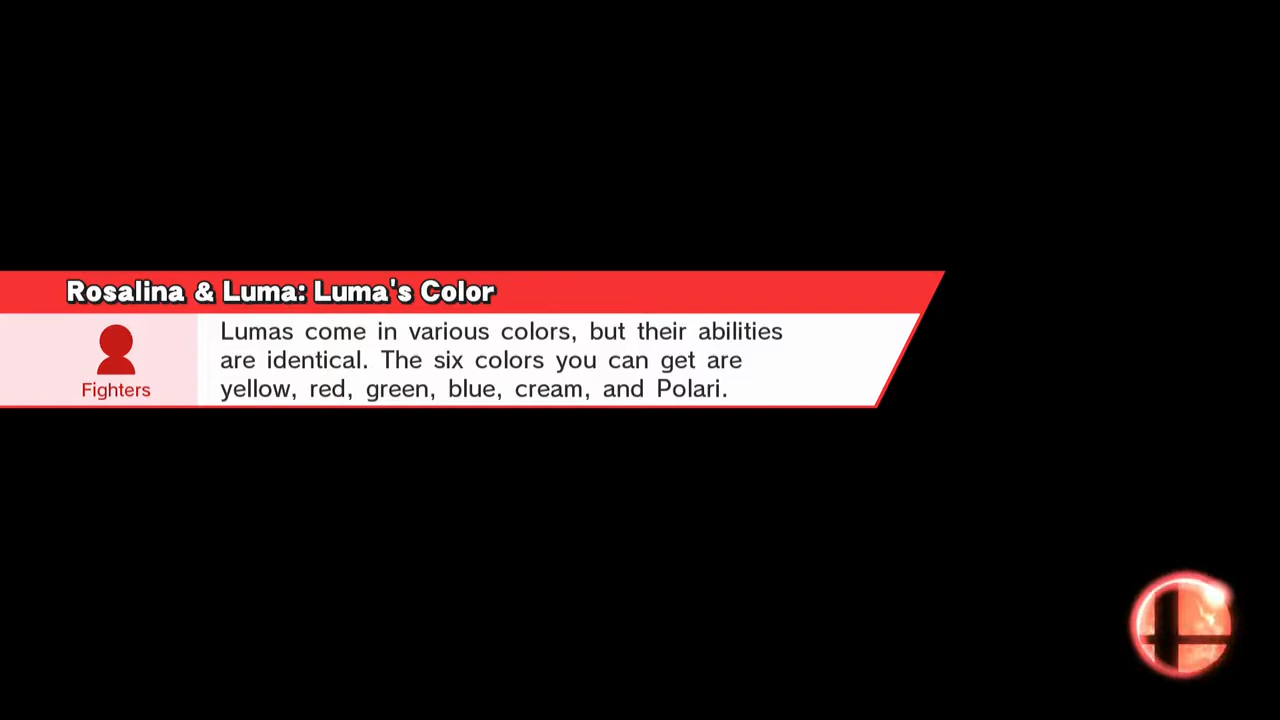 Rosalina & Luma: Luma's Color
Lumas come in various colors, but their abilities
are identical. The six colors you can get are
yellow, red, green, blue, cream, and Polari.
Fighters